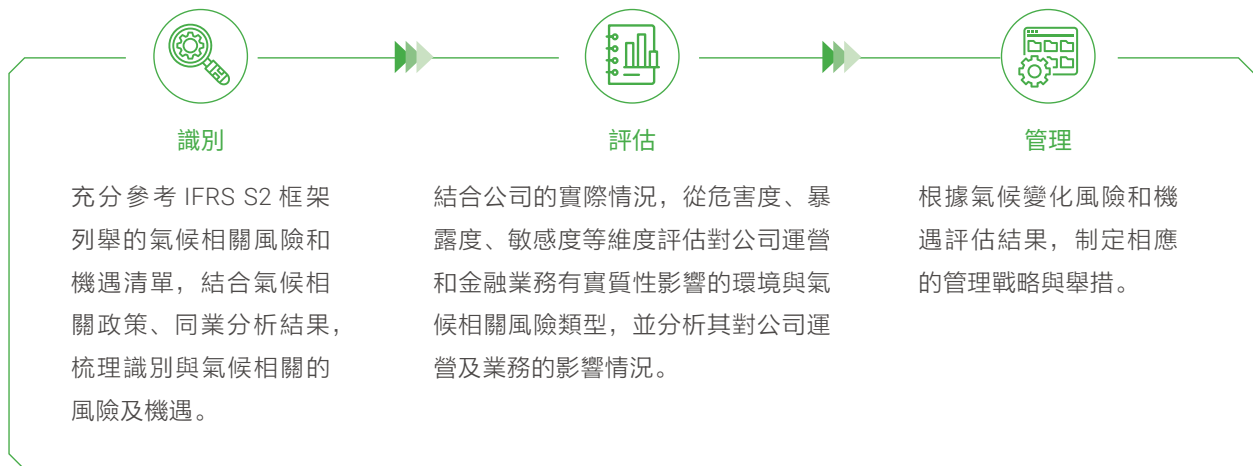 識別
充分參考 IFRS S2 框架
列舉的氣候相關風險和
機遇清單，結合氣候相
關政策、同業分析結果，
梳理識別與氣候相關的
風險及機遇。
評估
結合公司的實際情況，從危害度、暴
露度、敏感度等維度評估對公司運營
和金融業務有實質性影響的環境與氣
候相關風險類型，並分析其對公司運
營及業務的影響情況。
管理
根據氣候變化風險和機
遇評估結果，制定相應
的管理戰略與舉措。